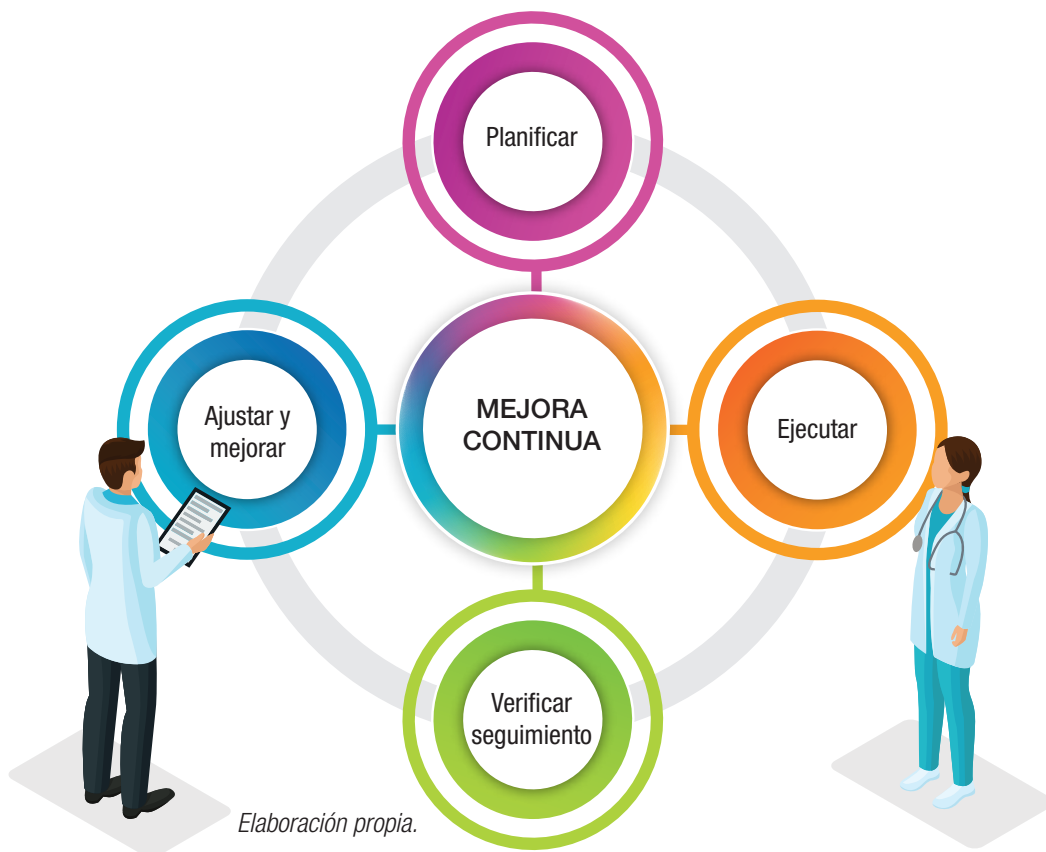 Planificar
Ajustar y
mejorar
MEJORA
CONTINUA
Ejecutar
Verificar
seguimiento
Elaboración propia.